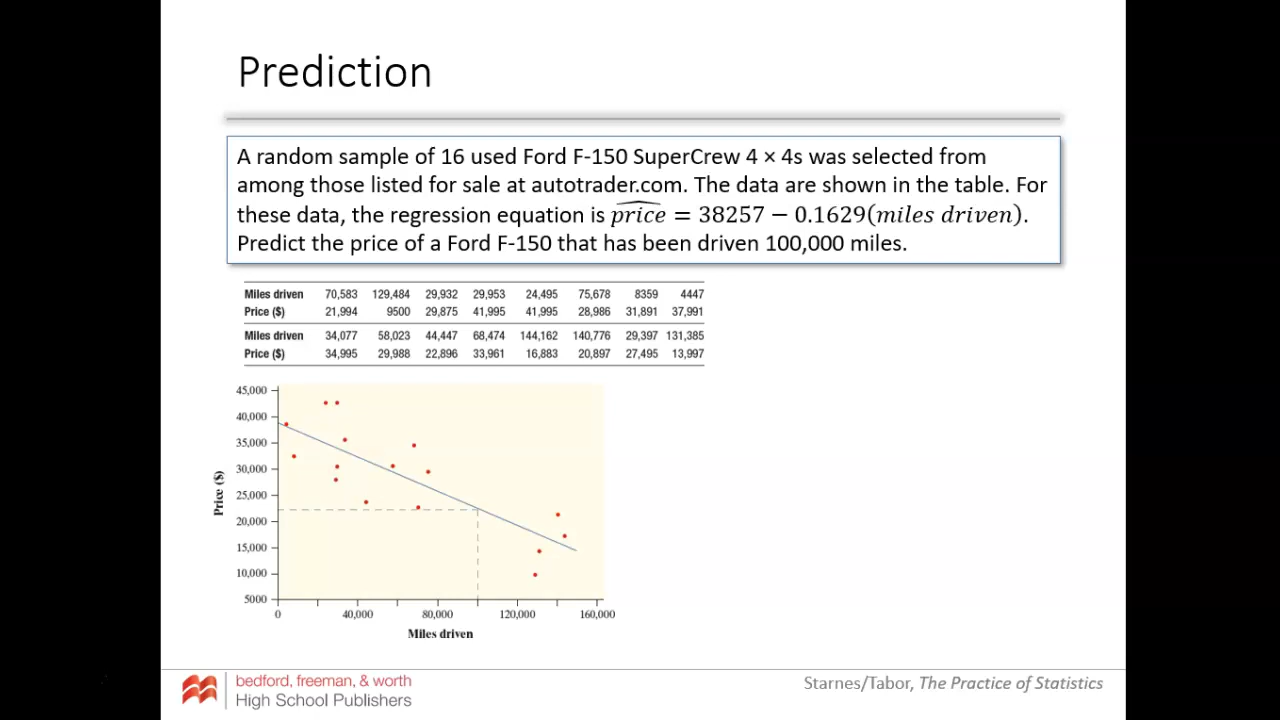 Prediction
A random sample of 16 used Ford F-150 SuperCrew 4 × 4s was selected from
among those listed for sale at autotrader.com. The data are shown in the table. For
these data, the regression equation is \widehat{price} = 38257 − 0.1629(miles driven).
Predict the price of a Ford F-150 that has been driven 100,000 miles.
Miles driven 70,583 129,484 29,932 29,953 24,495 75,678 8359 4447
Price ($) 21,994 9500 29,875 41,995 41,995 28,986 31,891 37,991
Miles driven 34,077 58,023 44,447 68,474 144,162 140,776 29,397 131,385
Price ($) 34,995 29,988 22,896 33,961 16,883 20,897 27,495 13,997
45,000
40,000
35,000
30,000
25,000
20,000
15,000
10,000
5000
Price ($)
0 40,000 80,000 120,000 160,000
Miles driven
bedford, freeman, & worth
High School Publishers
Starnes/Tabor, The Practice of Statistics